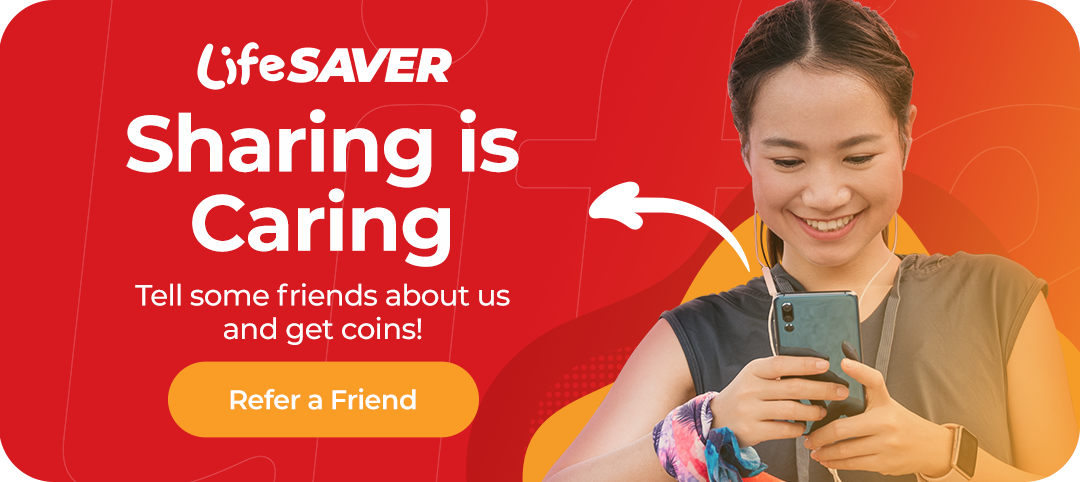 LifeSAVER
Sharing is
Caring
Tell some friends about us
and get coins!
Refer a Friend